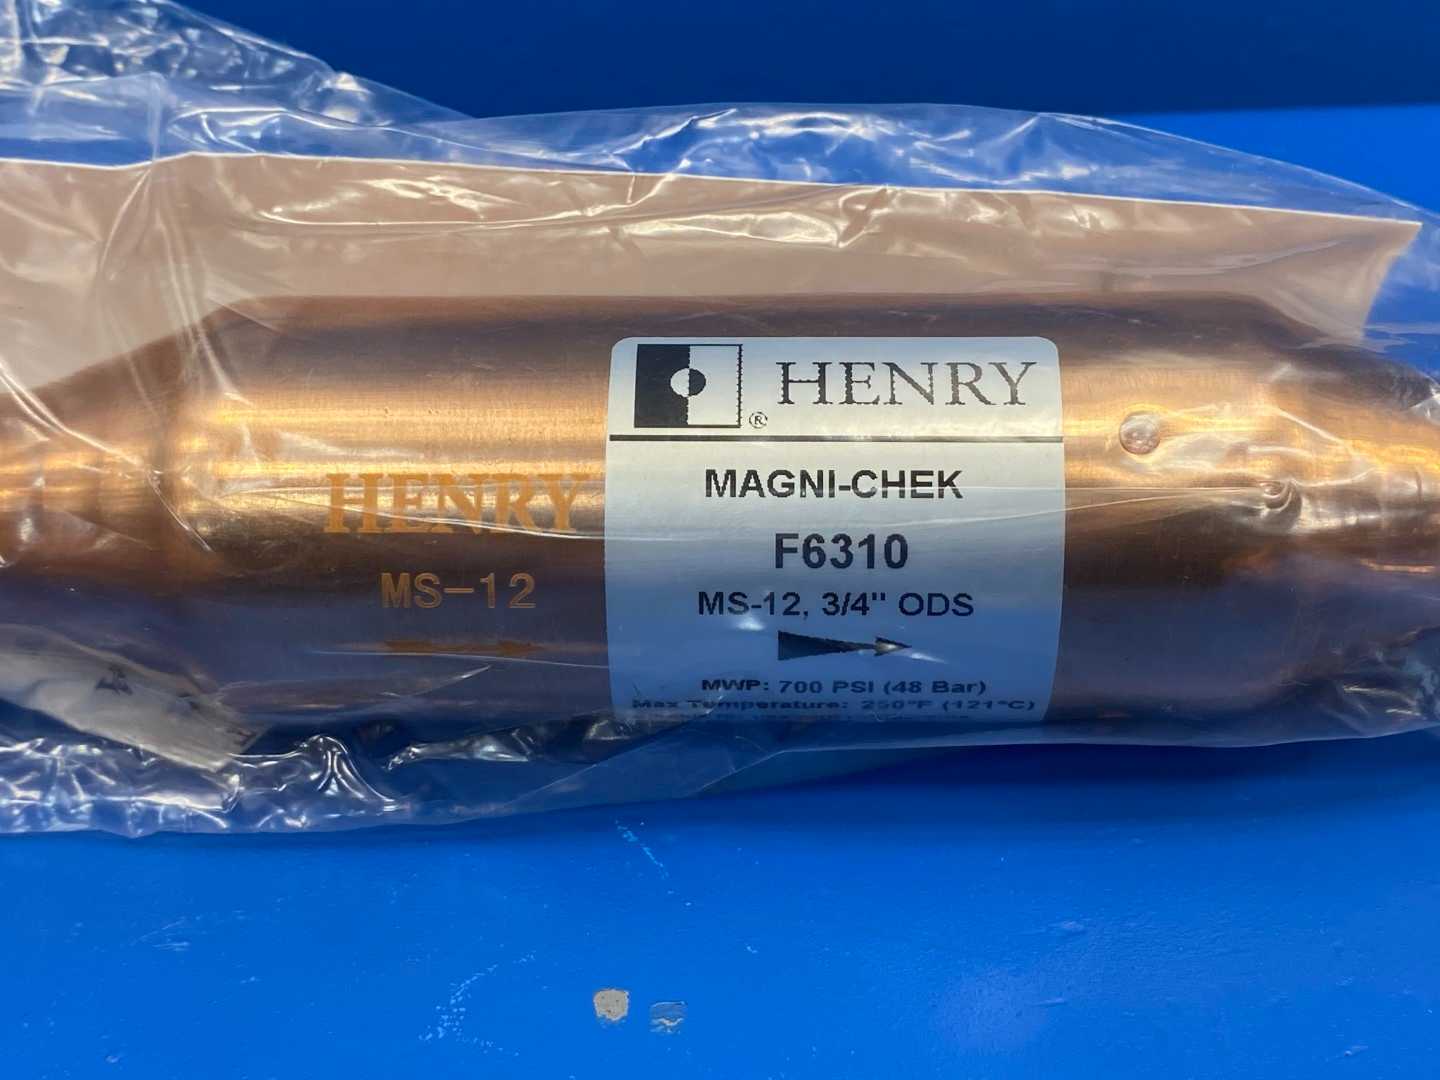 HENRY
MS-12
® HENRY
MAGNI-CHEK
F6310
MS-12, 3/4" ODS
MWP: 700 PSI (48 Bar)
Max Temperature: 250°F (121°C)